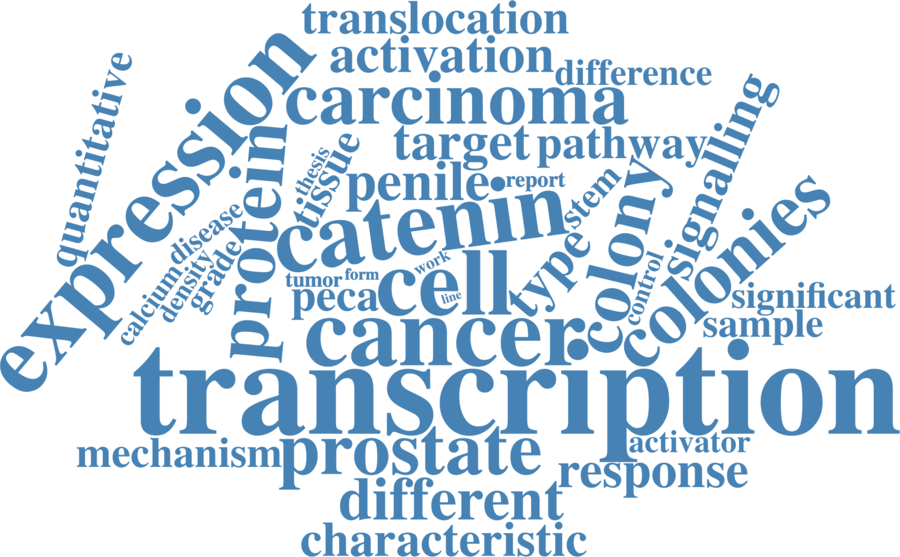 translocation
activation
difference
quantitative
expression
carcinoma
target
pathway
signalling
protein
thesis
tissue
penile
report
stem
colony
colonies
catenin
disease
calcium
density
grade
tumor
form
work
line
peca
cell
type
control
significant
sample
cancer
transcription
mechanism
prostate
activator
response
different
characteristic